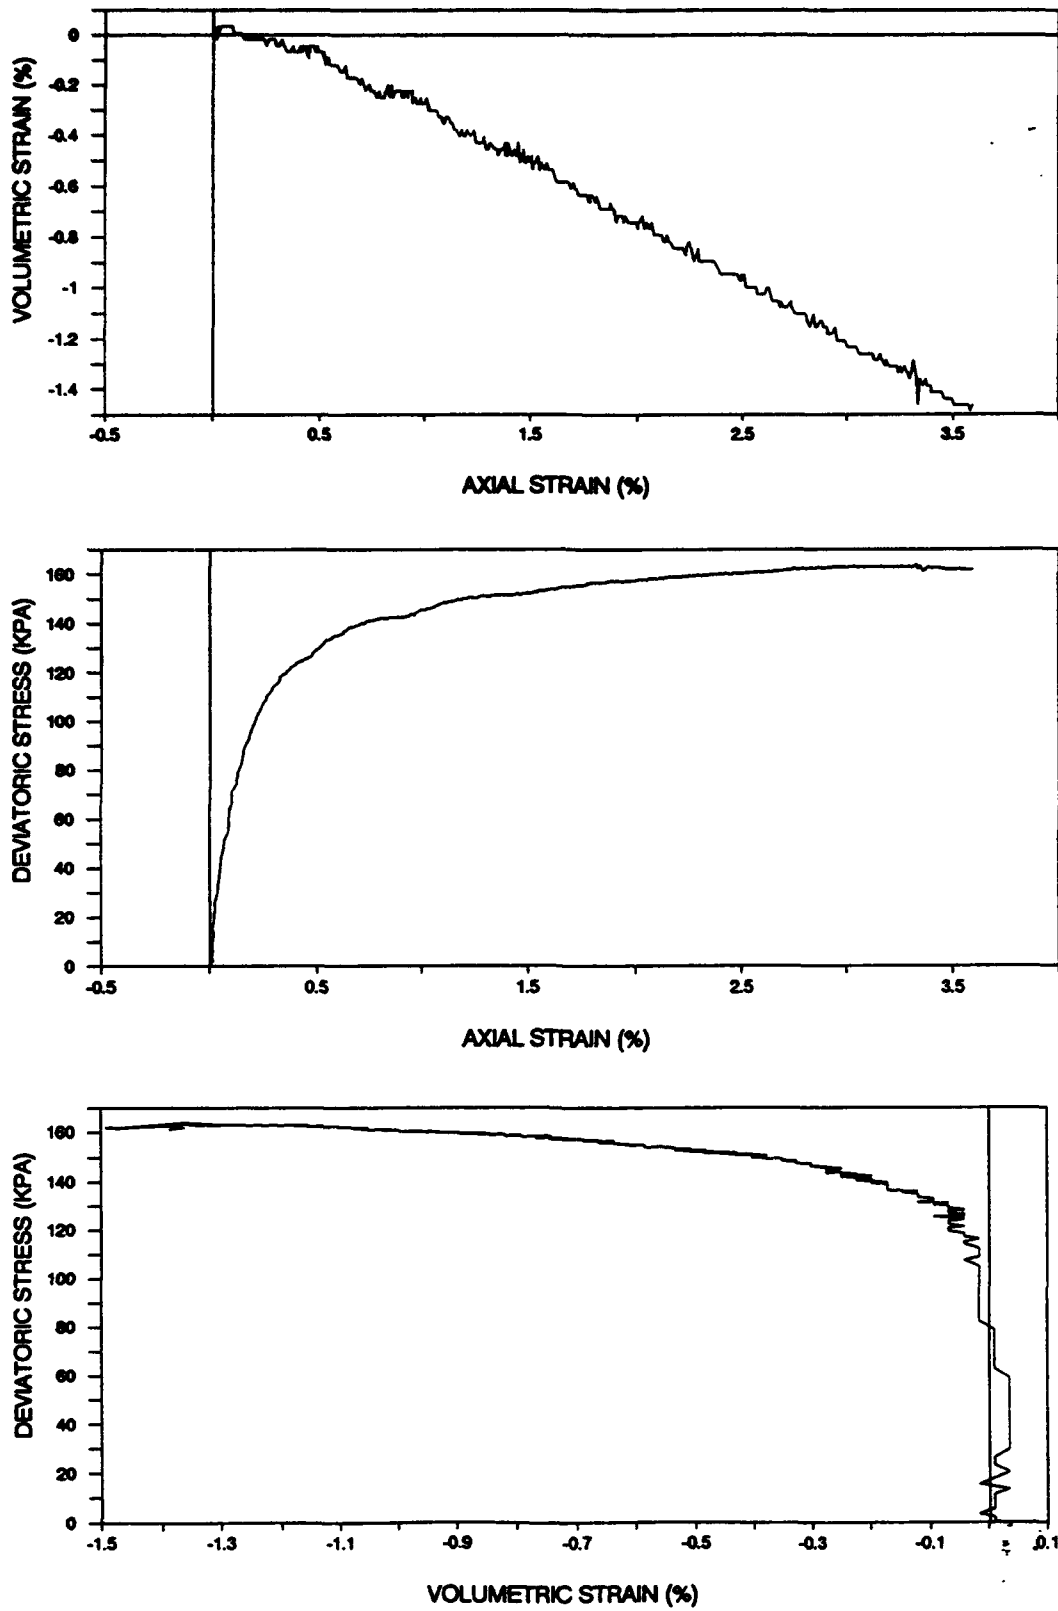 VOLUMETRIC STRAIN (%)
0
-0.2
-0.4
-0.6
-0.8
-1
-1.2
-1.4
-0.5 0.5 1.5 2.5 3.5
AXIAL STRAIN (%)
DEVIATORIC STRESS (KPA)
160
140
120
100
80
60
40
20
0
-0.5 0.5 1.5 2.5 3.5
AXIAL STRAIN (%)
DEVIATORIC STRESS (KPA)
160
140
120
100
80
60
40
20
0
-1.5 -1.3 -1.1 -0.9 -0.7 -0.5 -0.3 -0.1 0.1
VOLUMETRIC STRAIN (%)